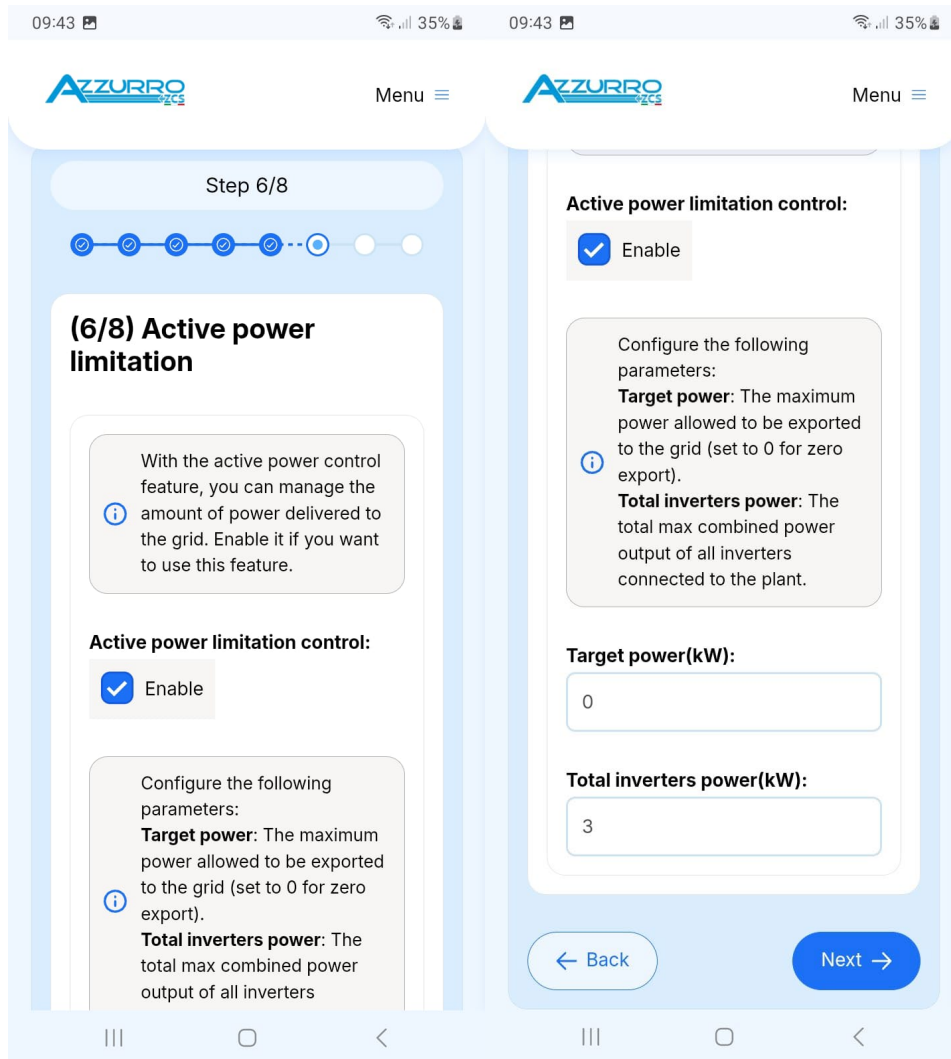 09:43
35%
AZZURRO
ZCS
Menu
Step 6/8
(6/8) Active power
limitation
With the active power control
feature, you can manage the
amount of power delivered to
the grid. Enable it if you want
to use this feature.
Active power limitation control:
Enable
Configure the following
parameters:
Target power: The maximum
power allowed to be exported
to the grid (set to 0 for zero
export).
Total inverters power: The
total max combined power
output of all inverters
09:43
35%
AZZURRO
ZCS
Menu
Active power limitation control:
Enable
Configure the following
parameters:
Target power: The maximum
power allowed to be exported
to the grid (set to 0 for zero
export).
Total inverters power: The
total max combined power
output of all inverters
connected to the plant.
Target power(kW):
0
Total inverters power(kW):
3
Back
Next